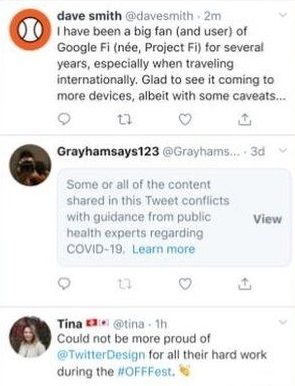 dave smith @davesmith · 2m
I have been a big fan (and user) of
Google Fi (née, Project Fi) for several
years, especially when traveling
internationally. Glad to see it coming to
more devices, albeit with some caveats...
Grayhamsays123 @Grayhams... · 3d
Some or all of the content
shared in this Tweet conflicts
with guidance from public
health experts regarding
COVID-19. Learn more
View
Tina @tina · 1h
Could not be more proud of
@TwitterDesign for all their hard work
during the #OFFFest.